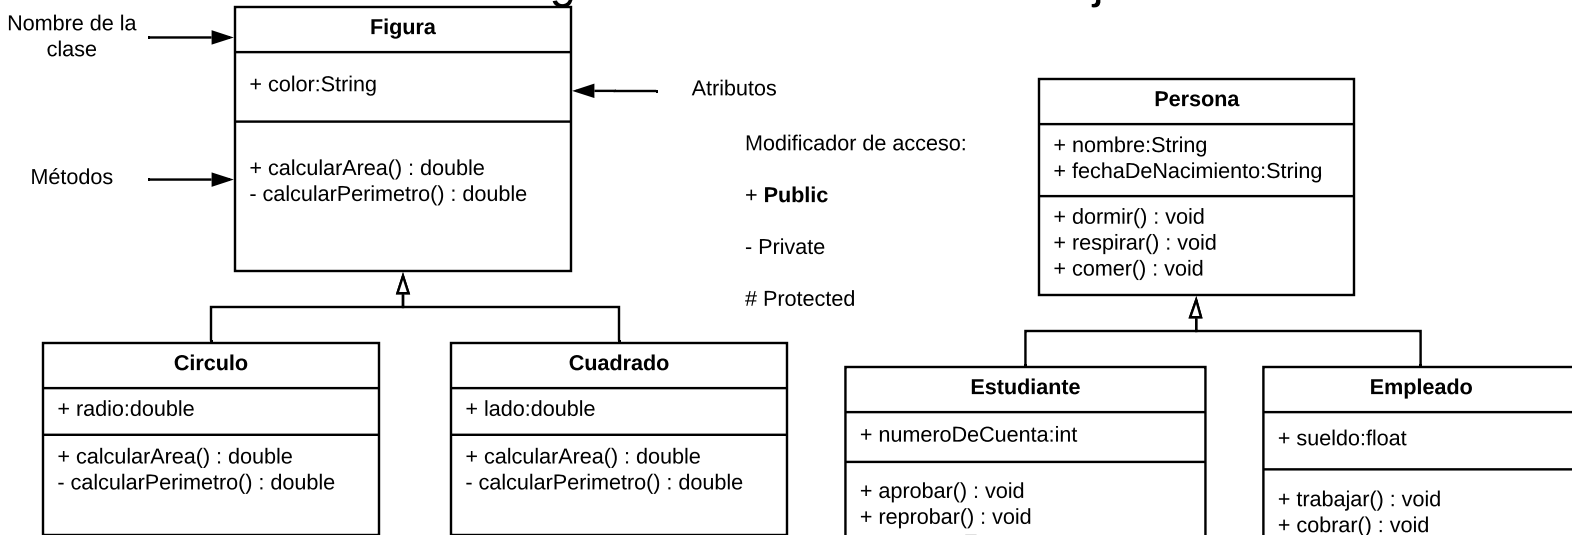 Nombre de la
clase
Figura
+ color:String
Atributos
Métodos
+ calcularArea() : double
- calcularPerimetro() : double
Modificador de acceso:
+ Public
- Private
# Protected
Persona
+ nombre:String
+ fechaDeNacimiento:String
+ dormir() : void
+ respirar() : void
+ comer() : void
Circulo
+ radio:double
+ calcularArea() : double
- calcularPerimetro() : double
Cuadrado
+ lado:double
+ calcularArea() : double
- calcularPerimetro() : double
Estudiante
+ numeroDeCuenta:int
+ aprobar() : void
+ reprobar() : void
Empleado
+ sueldo:float
+ trabajar() : void
+ cobrar() : void